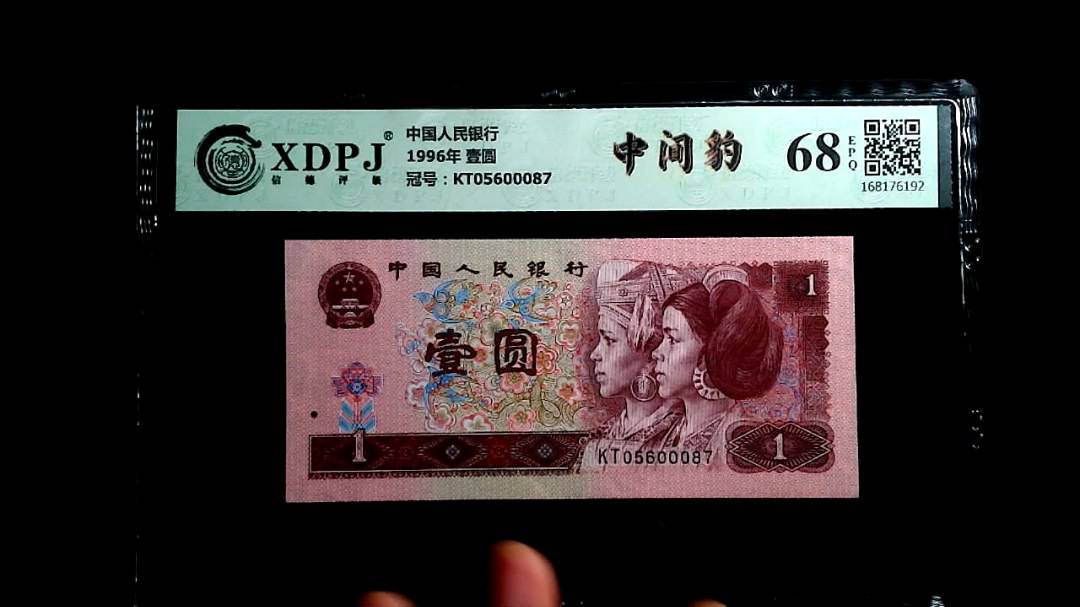 XDPJ®
信德评级
中国人民银行
1996年 壹圆
冠号：KT05600087
中间豹
68
EPQ
168176192
中国人民银行
1
壹圆
1
KT05600087
1